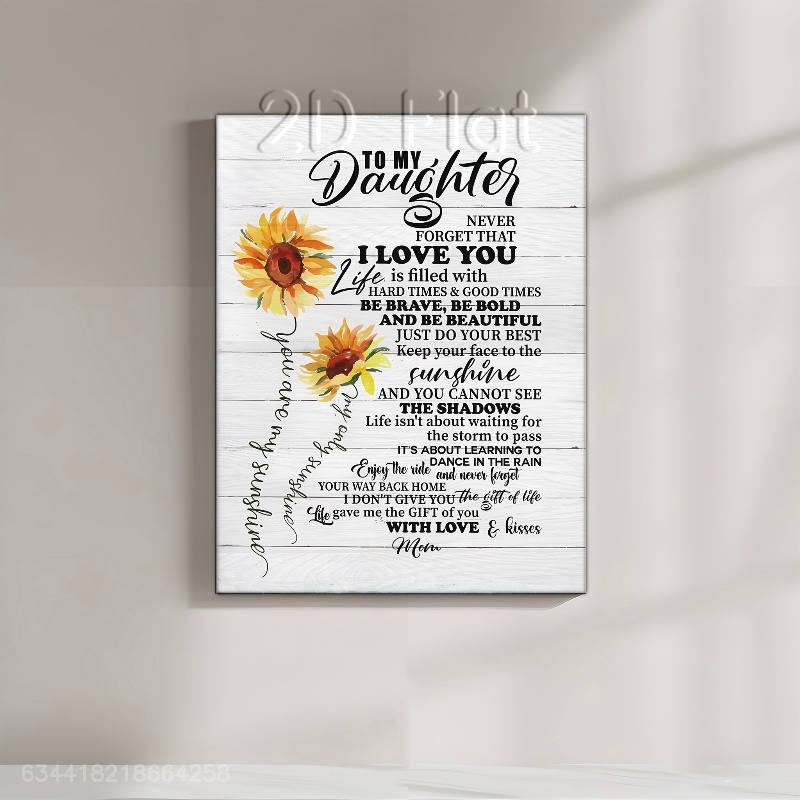 2D Flat
TO MY
Daughter
NEVER
FORGET THAT
I LOVE YOU
Life is filled with
HARD TIMES & GOOD TIMES
BE BRAVE, BE BOLD
AND BE BEAUTIFUL
JUST DO YOUR BEST
Keep your face to the
sunshine
AND YOU CANNOT SEE
THE SHADOWS
Life isn't about waiting for
the storm to pass
IT'S ABOUT LEARNING TO
DANCE IN THE RAIN
Enjoy the ride and never forget
YOUR WAY BACK HOME
I DON'T GIVE YOU the gift of life
Life gave me the GIFT of you
WITH LOVE & kisses
Mom
you are my sunshine
my only sunshine
634418218664258